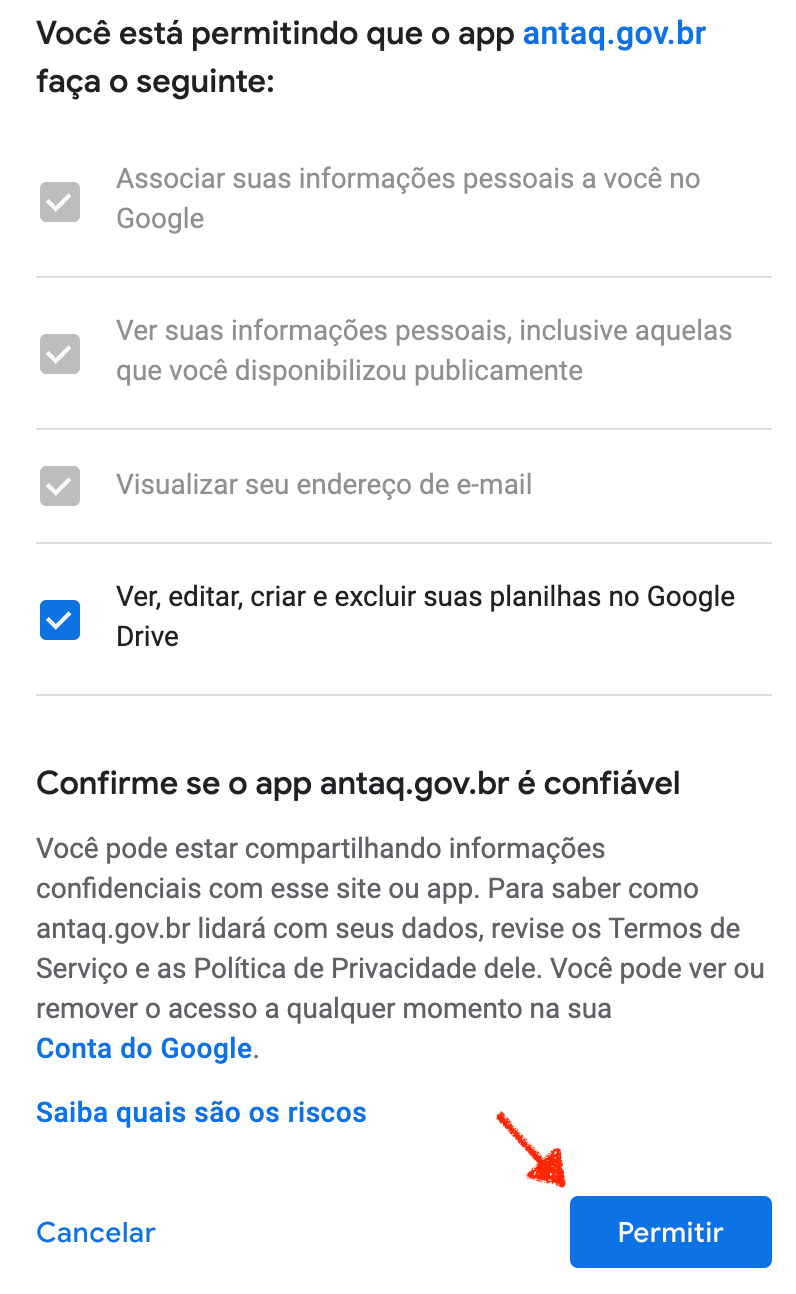 Você está permitindo que o app antaq.gov.br
faça o seguinte:
Associar suas informações pessoais a você no
Google
Ver suas informações pessoais, inclusive aquelas
que você disponibilizou publicamente
Visualizar seu endereço de e-mail
Ver, editar, criar e excluir suas planilhas no Google
Drive
Confirme se o app antaq.gov.br é confiável
Você pode estar compartilhando informações
confidenciais com esse site ou app. Para saber como
antaq.gov.br lidará com seus dados, revise os Termos de
Serviço e as Política de Privacidade dele. Você pode ver ou
remover o acesso a qualquer momento na sua
Conta do Google.
Saiba quais são os riscos
Cancelar
Permitir